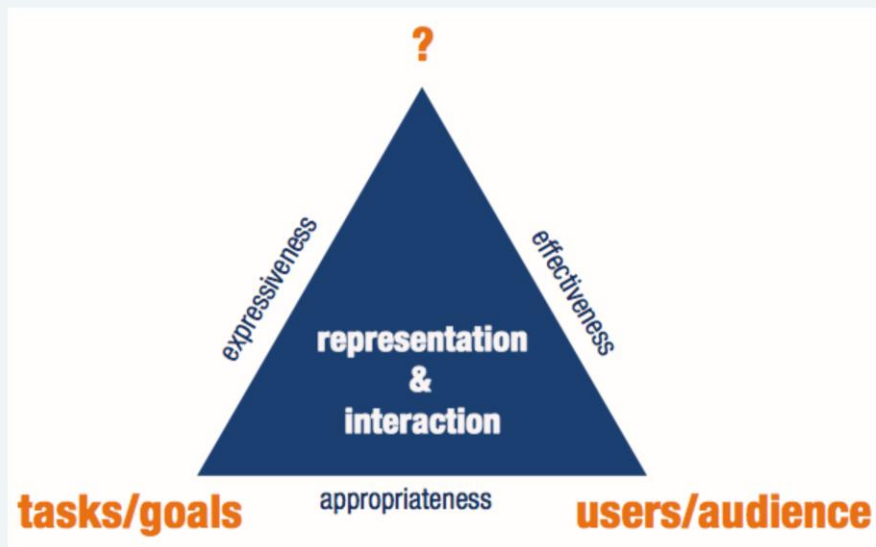 ?
expressiveness
effectiveness
representation
&
interaction
appropriateness
tasks/goals
users/audience